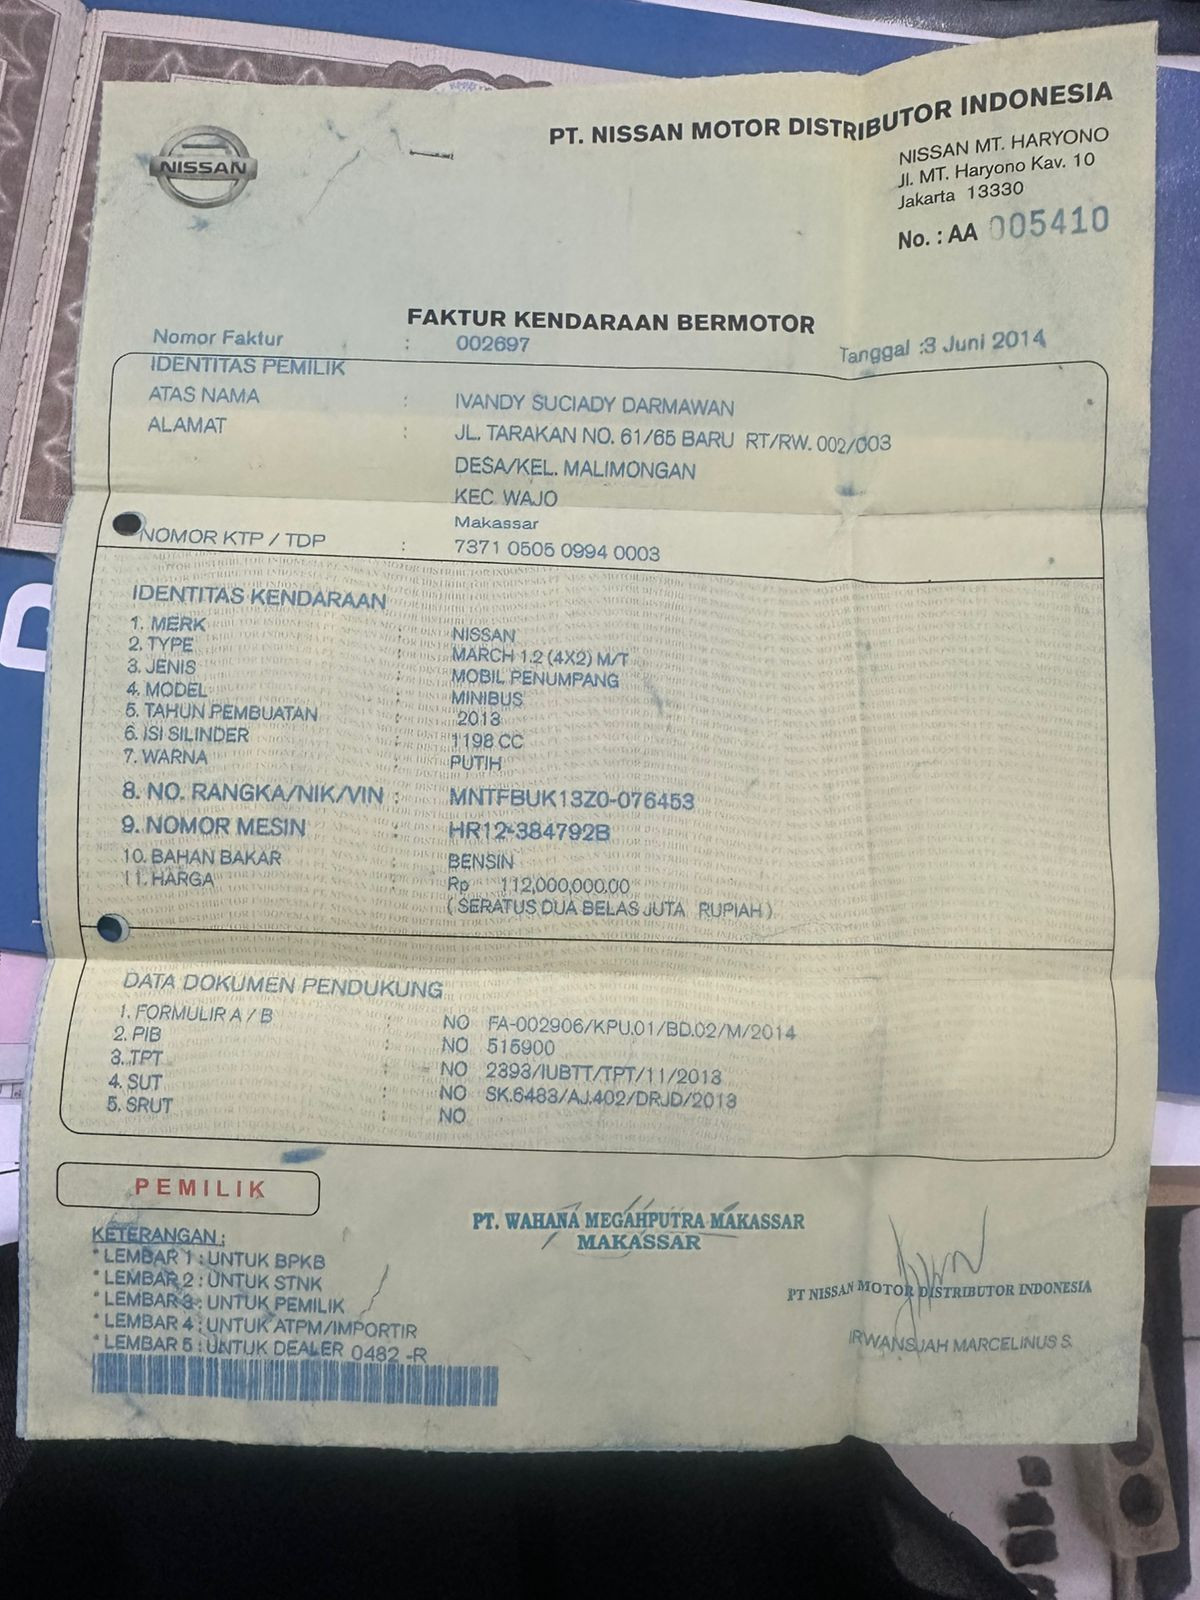 NISSAN
PT. NISSAN MOTOR DISTRIBUTOR INDONESIA
NISSAN MT. HARYONO
Jl. MT. Haryono Kav. 10
Jakarta 13330
No. : AA 005410
FAKTUR KENDARAAN BERMOTOR
Nomor Faktur : 002697 Tanggal :3 Juni 2014
IDENTITAS PEMILIK
ATAS NAMA : IVANDY SUCIADY DARMAWAN
ALAMAT : JL. TARAKAN NO. 61/65 BARU RT/RW. 002/003
DESA/KEL. MALIMONGAN
KEC WAJO
Makassar
NOMOR KTP / TDP : 7371 0505 0994 0003
IDENTITAS KENDARAAN
1. MERK : NISSAN
2. TYPE : MARCH 1.2 (4X2) M/T
3. JENIS : MOBIL PENUMPANG
4. MODEL : MINIBUS
5. TAHUN PEMBUATAN : 2013
6. ISI SILINDER : 1198 CC
7. WARNA : PUTIH
8. NO. RANGKA/NIK/VIN : MNTFBUK13Z0-076453
9. NOMOR MESIN : HR12-384792B
10. BAHAN BAKAR : BENSIN
11. HARGA : Rp 112,000,000.00
( SERATUS DUA BELAS JUTA RUPIAH )
DATA DOKUMEN PENDUKUNG
1. FORMULIR A / B : NO FA-002906/KPU.01/BD.02/M/2014
2. PIB : NO 515900
3. TPT : NO 2393/IUBTT/TPT/11/2013
4. SUT : NO SK.6483/AJ.402/DRJD/2013
5. SRUT : NO
PEMILIK
KETERANGAN :
* LEMBAR 1 : UNTUK BPKB
* LEMBAR 2 : UNTUK STNK
* LEMBAR 3 : UNTUK PEMILIK
* LEMBAR 4 : UNTUK ATPM/IMPORTIR
* LEMBAR 5 : UNTUK DEALER 0482 -R
PT. WAHANA MEGAHPUTRA MAKASSAR
MAKASSAR
PT NISSAN MOTOR DISTRIBUTOR INDONESIA
IRWANSJAH MARCELINUS S.